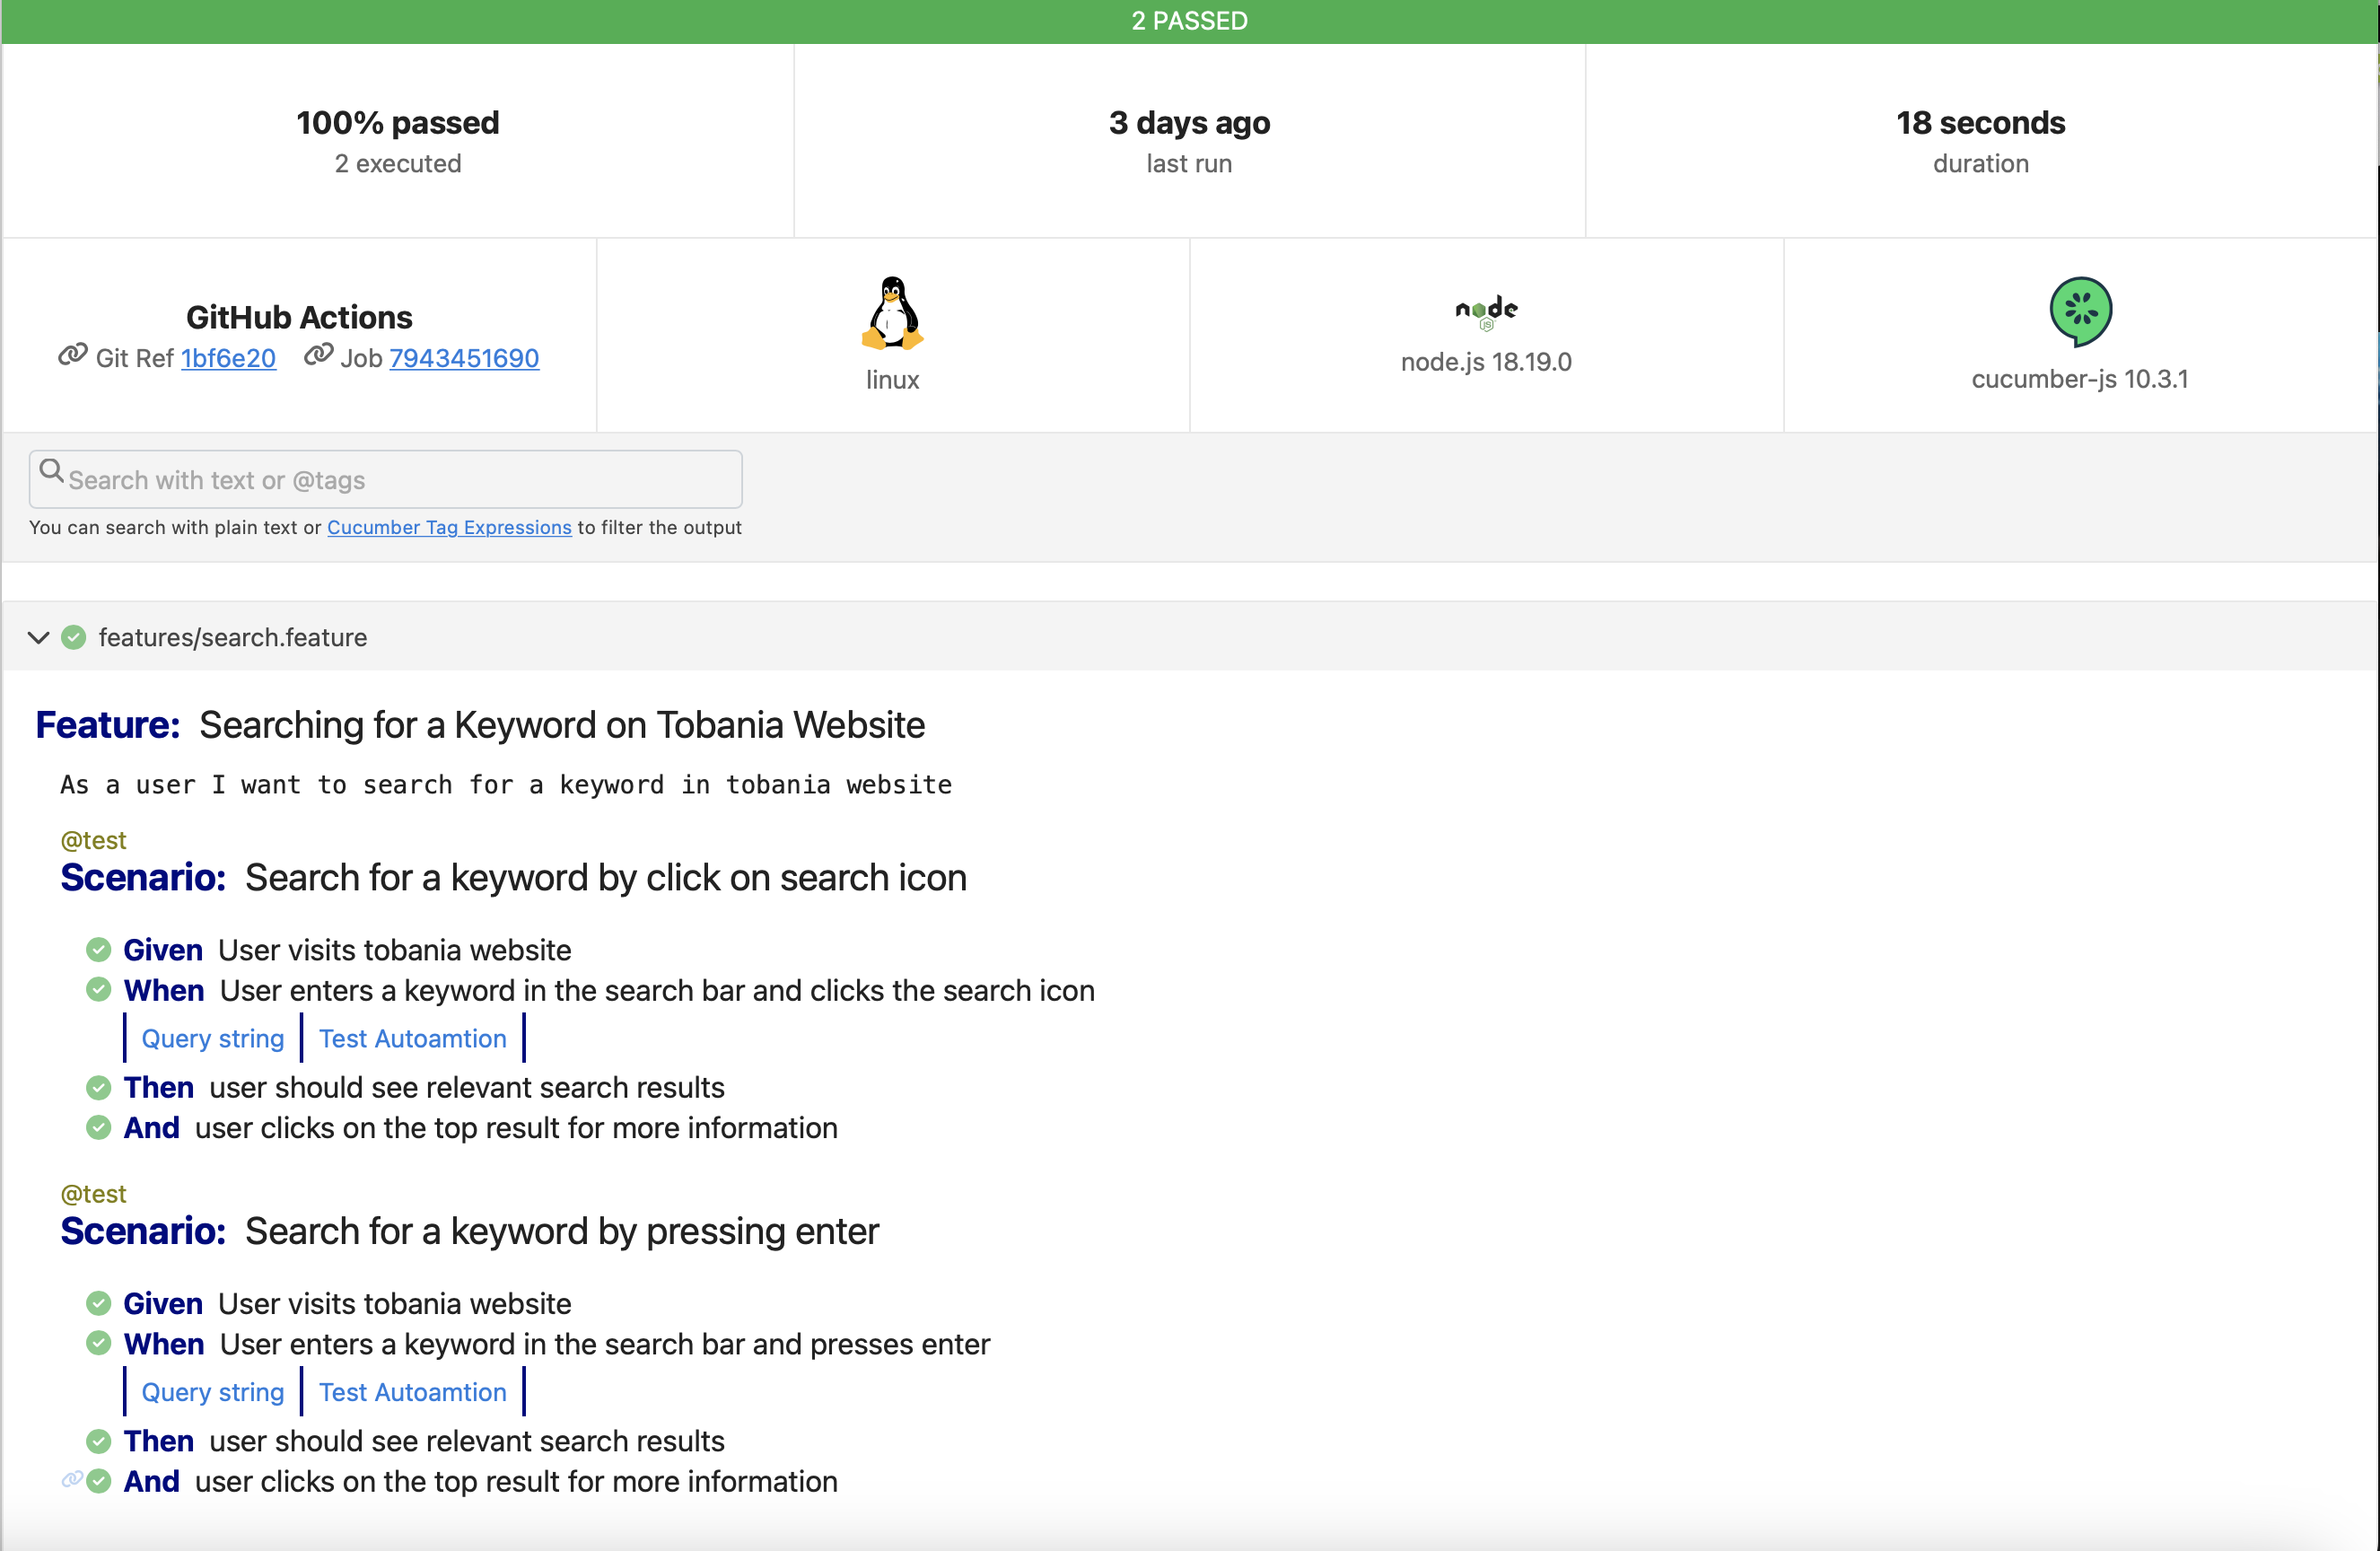 2 PASSED
100% passed
2 executed
3 days ago
last run
18 seconds
duration
GitHub Actions
Git Ref 1bf6e20 Job 7943451690
linux
node
JS
node.js 18.19.0
cucumber-js 10.3.1
Search with text or @tags
You can search with plain text or Cucumber Tag Expressions to filter the output
features/search.feature
Feature: Searching for a Keyword on Tobania Website
As a user I want to search for a keyword in tobania website
@test
Scenario: Search for a keyword by click on search icon
Given User visits tobania website
When User enters a keyword in the search bar and clicks the search icon
Query string Test Autoamtion
Then user should see relevant search results
And user clicks on the top result for more information
@test
Scenario: Search for a keyword by pressing enter
Given User visits tobania website
When User enters a keyword in the search bar and presses enter
Query string Test Autoamtion
Then user should see relevant search results
And user clicks on the top result for more information